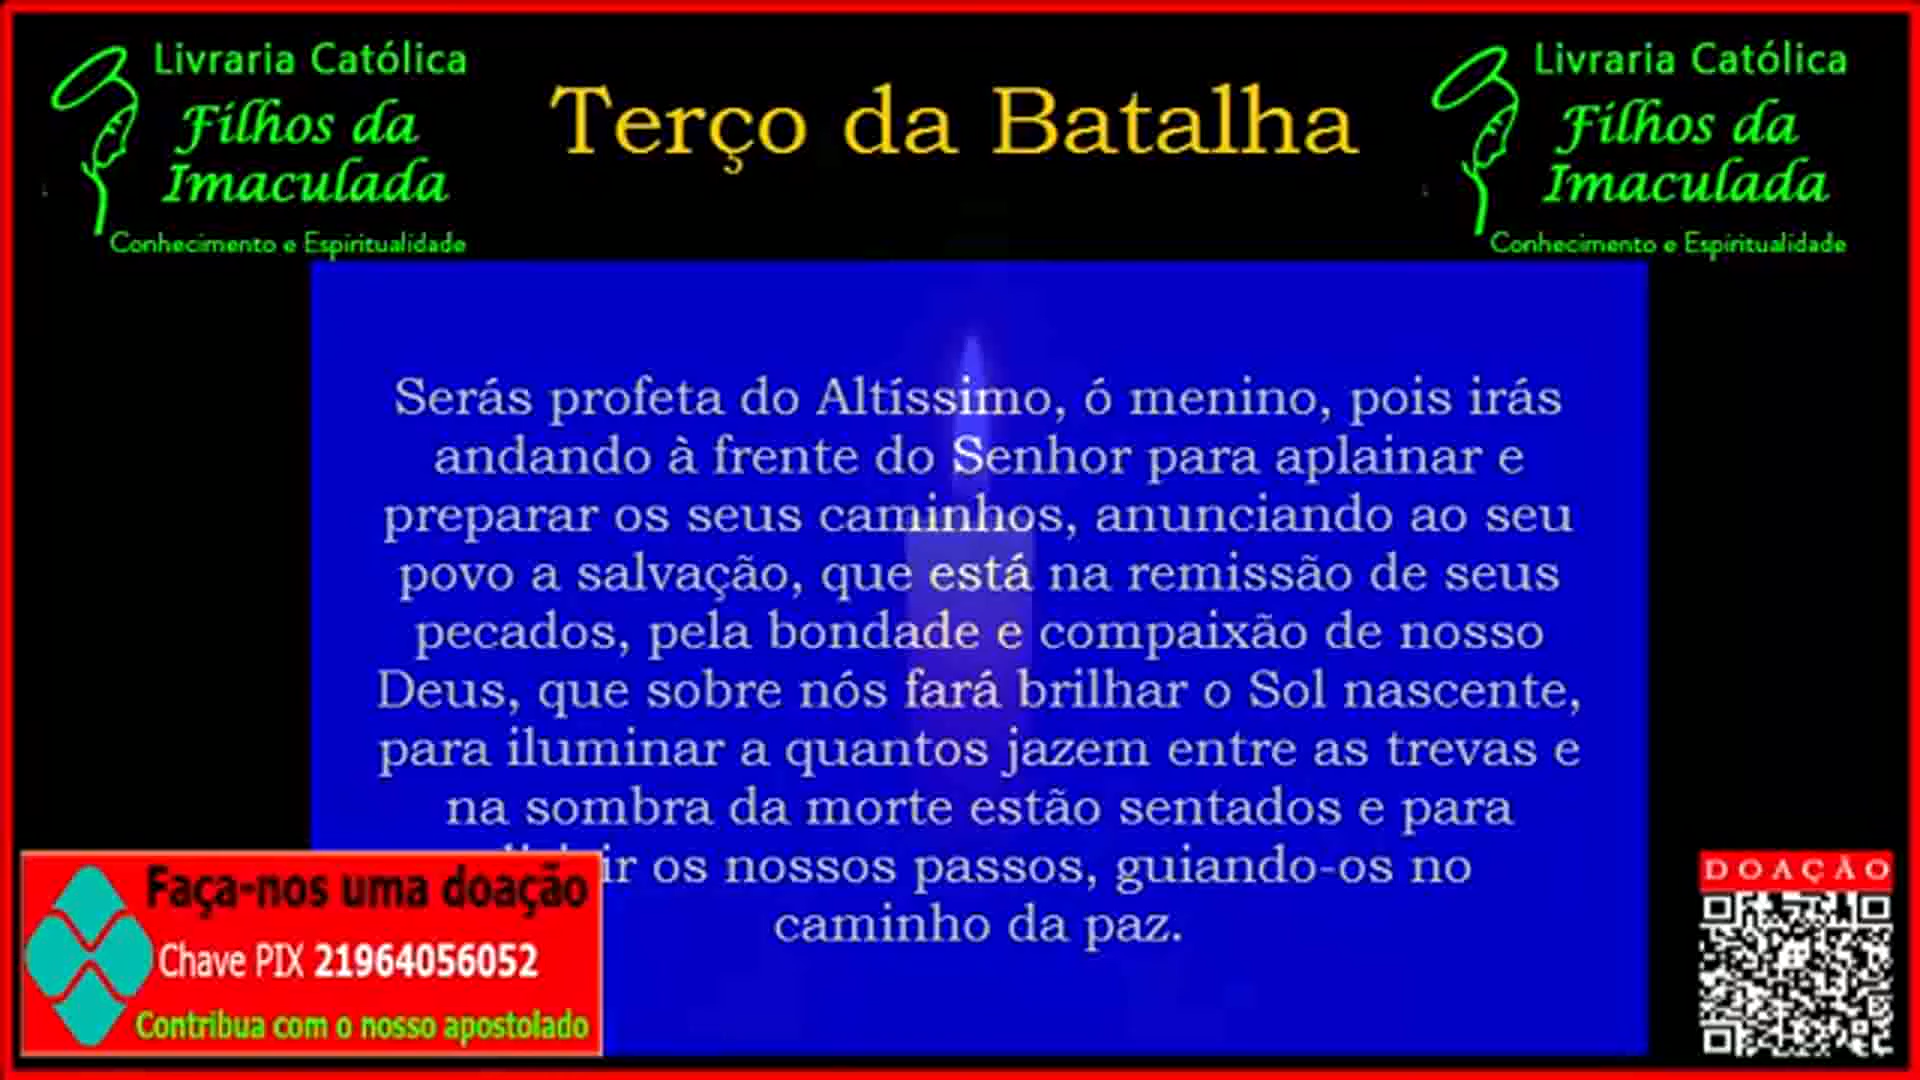 Livraria Católica
Filhos da
Imaculada
Conhecimento e Espiritualidade
Terço da Batalha
Livraria Católica
Filhos da
Imaculada
Conhecimento e Espiritualidade
Serás profeta do Altíssimo, ó menino, pois irás
andando à frente do Senhor para aplainar e
preparar os seus caminhos, anunciando ao seu
povo a salvação, que está na remissão de seus
pecados, pela bondade e compaixão de nosso
Deus, que sobre nós fará brilhar o Sol nascente,
para iluminar a quantos jazem entre as trevas e
na sombra da morte estão sentados e para
os nossos passos, guiando-os no
caminho da paz.
Faça-nos uma doação
Chave PIX 21964056052
Contribua com o nosso apostolado
DOAÇÃO